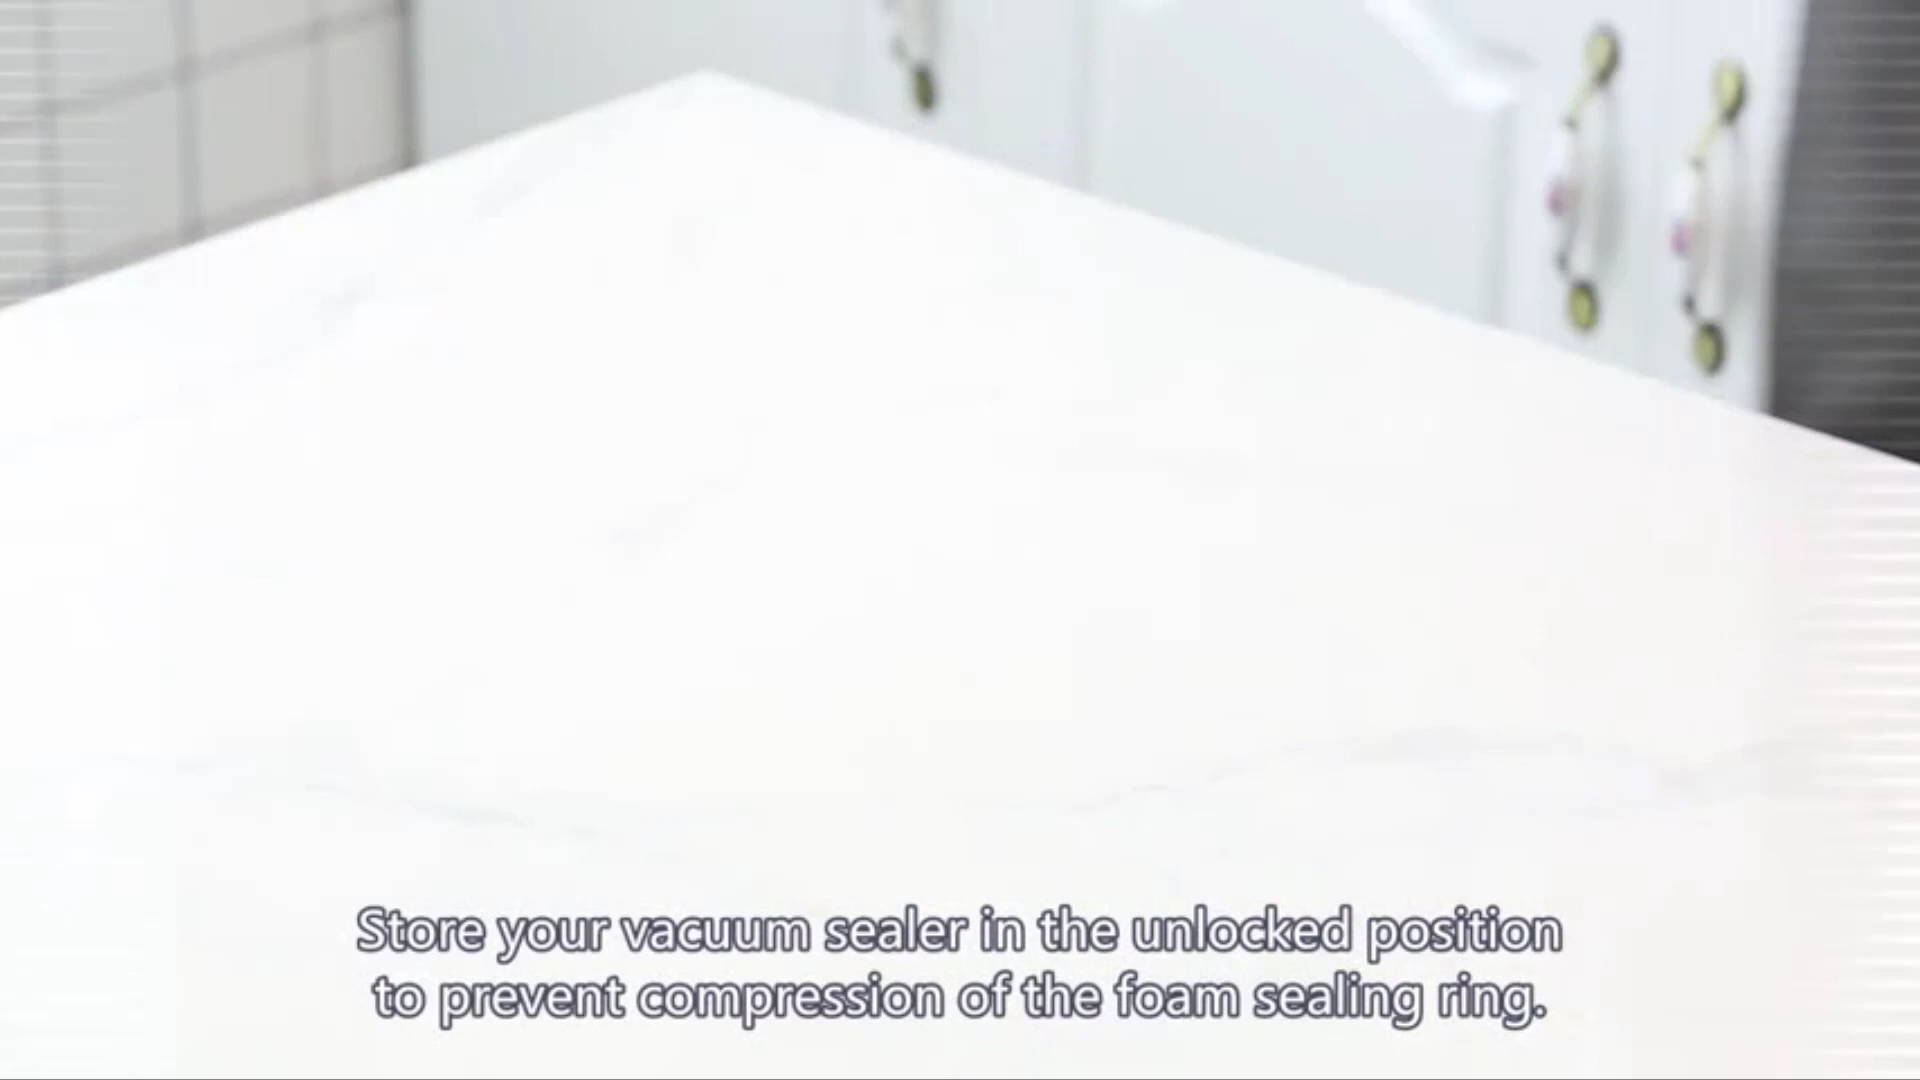 Store your vacuum sealer in the unlocked position
to prevent compression of the foam sealing ring.